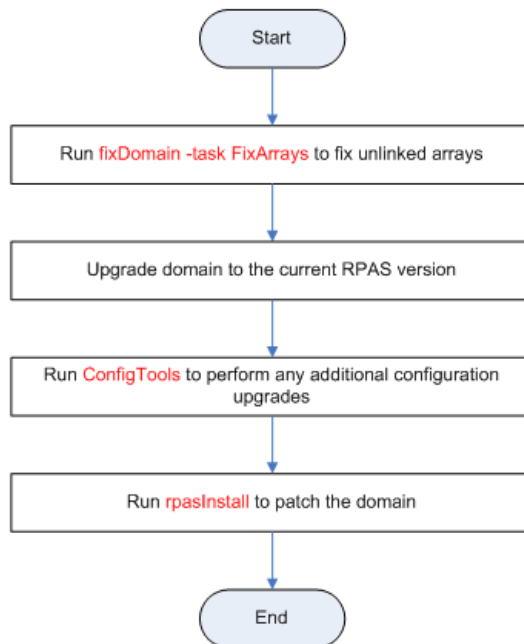 Start
Run fixDomain -task FixArrays to fix unlinked arrays
Upgrade domain to the current RPAS version
Run ConfigTools to perform any additional configuration
upgrades
Run rpasInstall to patch the domain
End